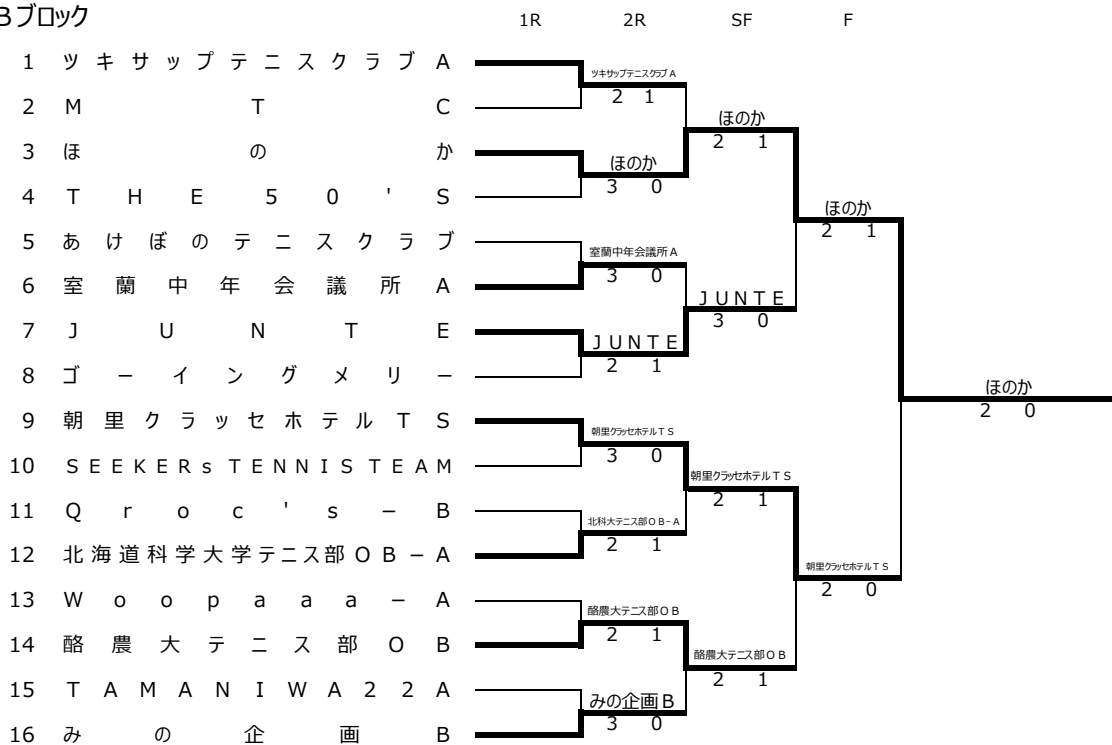 Bブロック
1R 2R SF F
1 ツキサップテニスクラブA
ツキサップテニスクラブA
2 1
2 MTC
ほのか
2 1
3 ほのか
ほのか
3 0
4 THE50'S
ほのか
2 1
5 あけぼのテニスクラブ
室蘭中年会議所A
3 0
6 室蘭中年会議所A
JUNTE
3 0
7 JUNTE
JUNTE
2 1
8 ゴーイングメリー
ほのか
2 0
9 朝里クラッセホテルTS
朝里クラッセホテルTS
3 0
10 SEEKERs TENNIS TEAM
朝里クラッセホテルTS
2 1
11 Qroc's-B
北科大テニス部OB-A
2 1
12 北海道科学大学テニス部OB-A
朝里クラッセホテルTS
2 0
13 Woopaaa-A
酪農大テニス部OB
2 1
14 酪農大テニス部OB
酪農大テニス部OB
2 1
15 TAMANIWA22A
みの企画B
3 0
16 みの企画B